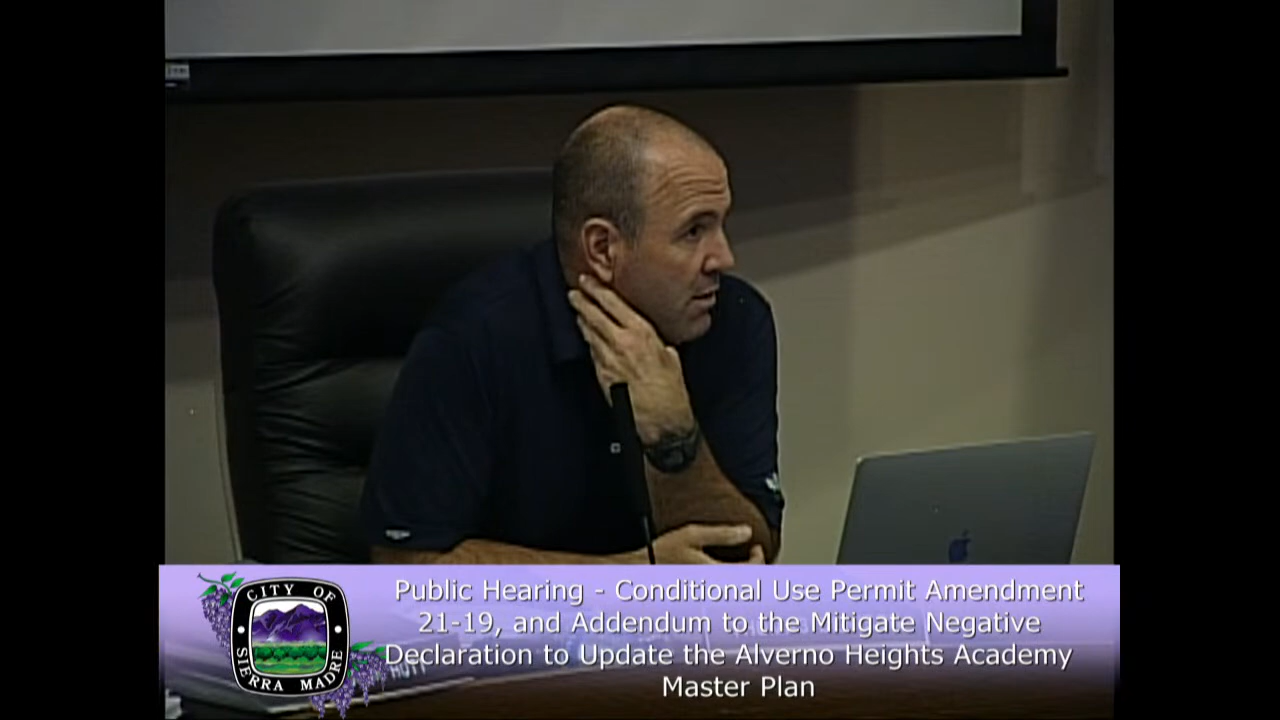 Public Hearing - Conditional Use Permit Amendment
21-19, and Addendum to the Mitigate Negative
Declaration to Update the Alverno Heights Academy
Master Plan
CITY OF
SIERRA MADRE